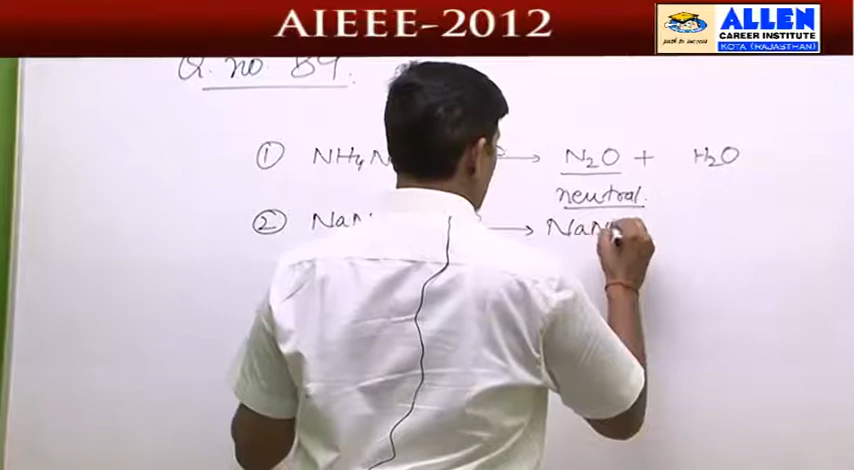 AIEEE-2012
ALLEN
CAREER INSTITUTE
KOTA (RAJASTHAN)
path to success
Q. no. 89.
① NH₄N → N₂O + H₂O
neutral.
② NaN → NaN